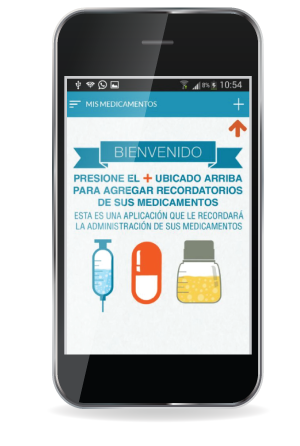 8% 10:54
MIS MEDICAMENTOS +
BIENVENIDO
PRESIONE EL + UBICADO ARRIBA
PARA AGREGAR RECORDATORIOS
DE SUS MEDICAMENTOS
ESTA ES UNA APLICACIÓN QUE LE RECORDARÁ
LA ADMINISTRACIÓN DE SUS MEDICAMENTOS